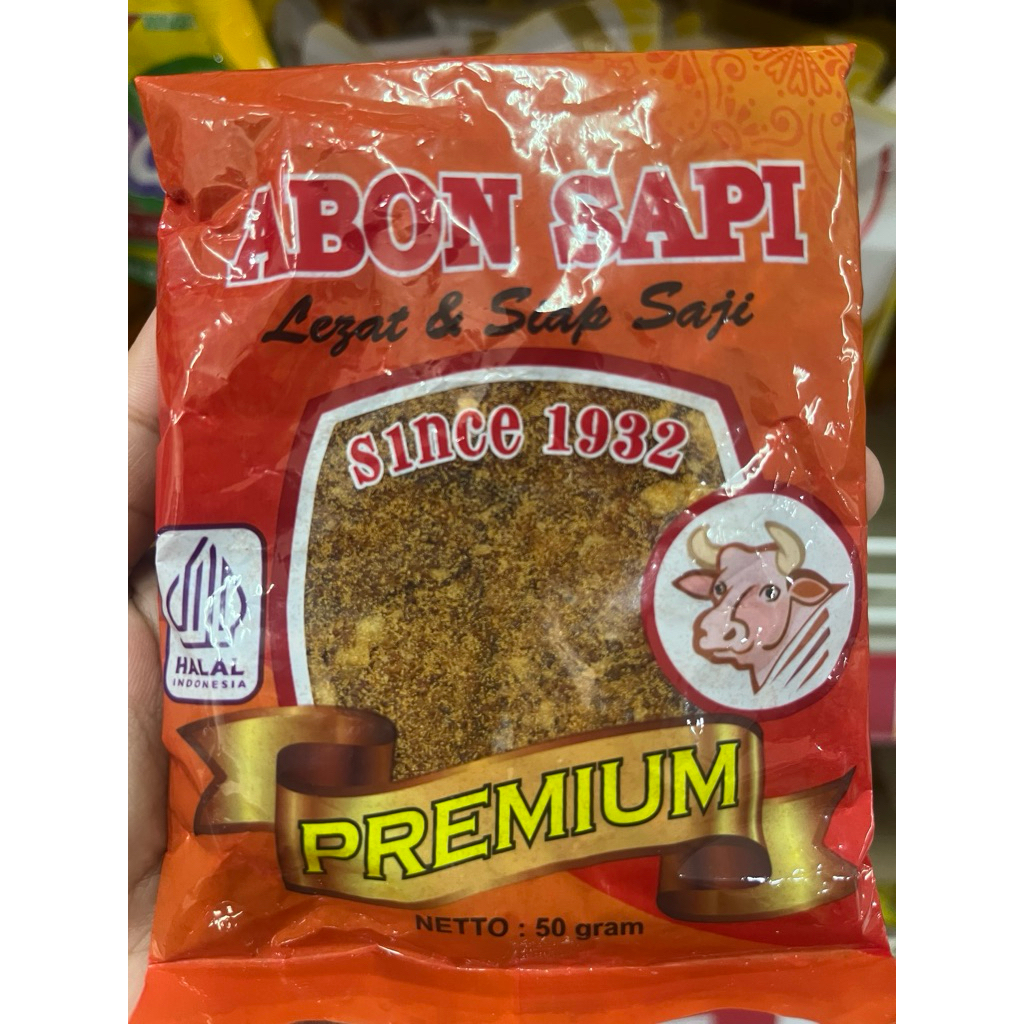 ABON SAPI
Lezat & Siap Saji
since 1932
HALAL
INDONESIA
PREMIUM
NETTO : 50 gram